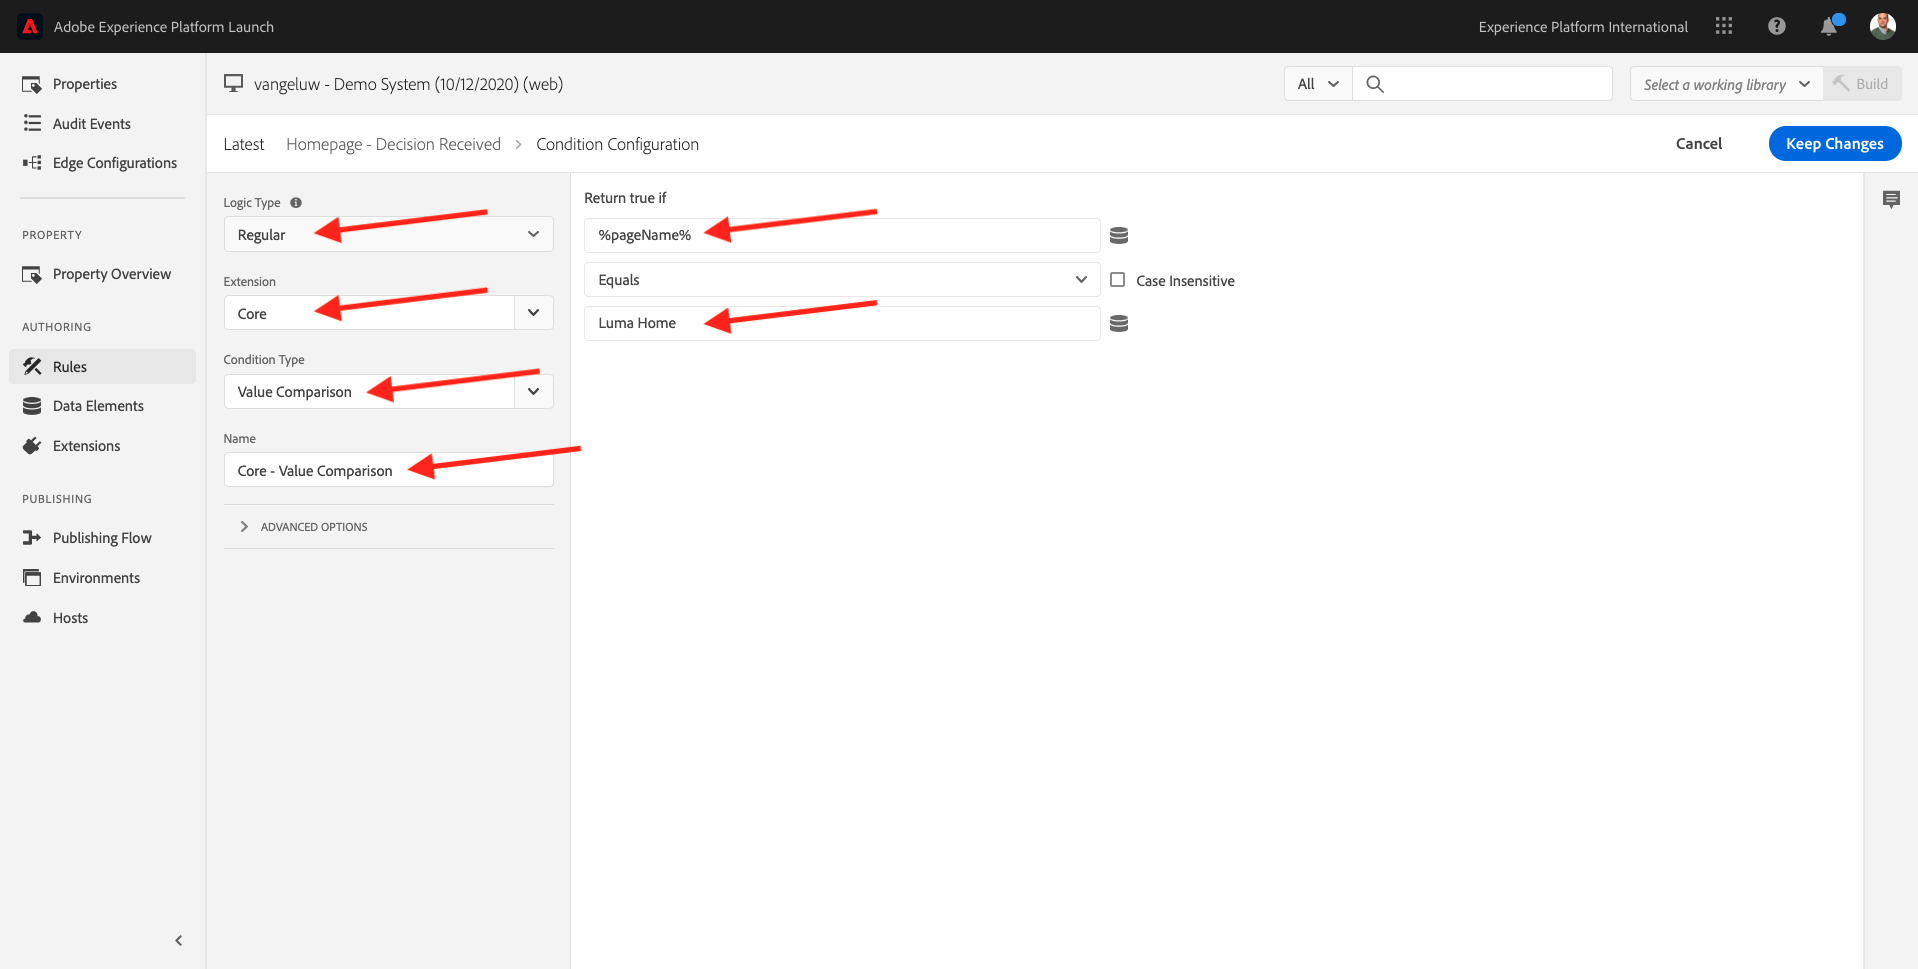 Adobe Experience Platform Launch
Experience Platform International
Properties
Audit Events
Edge Configurations
PROPERTY
Property Overview
AUTHORING
Rules
Data Elements
Extensions
PUBLISHING
Publishing Flow
Environments
Hosts
vangeluw - Demo System (10/12/2020) (web)
All
Select a working library
Build
Latest Homepage - Decision Received > Condition Configuration
Cancel
Keep Changes
Logic Type
Regular
Extension
Core
Condition Type
Value Comparison
Name
Core - Value Comparison
ADVANCED OPTIONS
Return true if
%pageName%
Equals
Case Insensitive
Luma Home